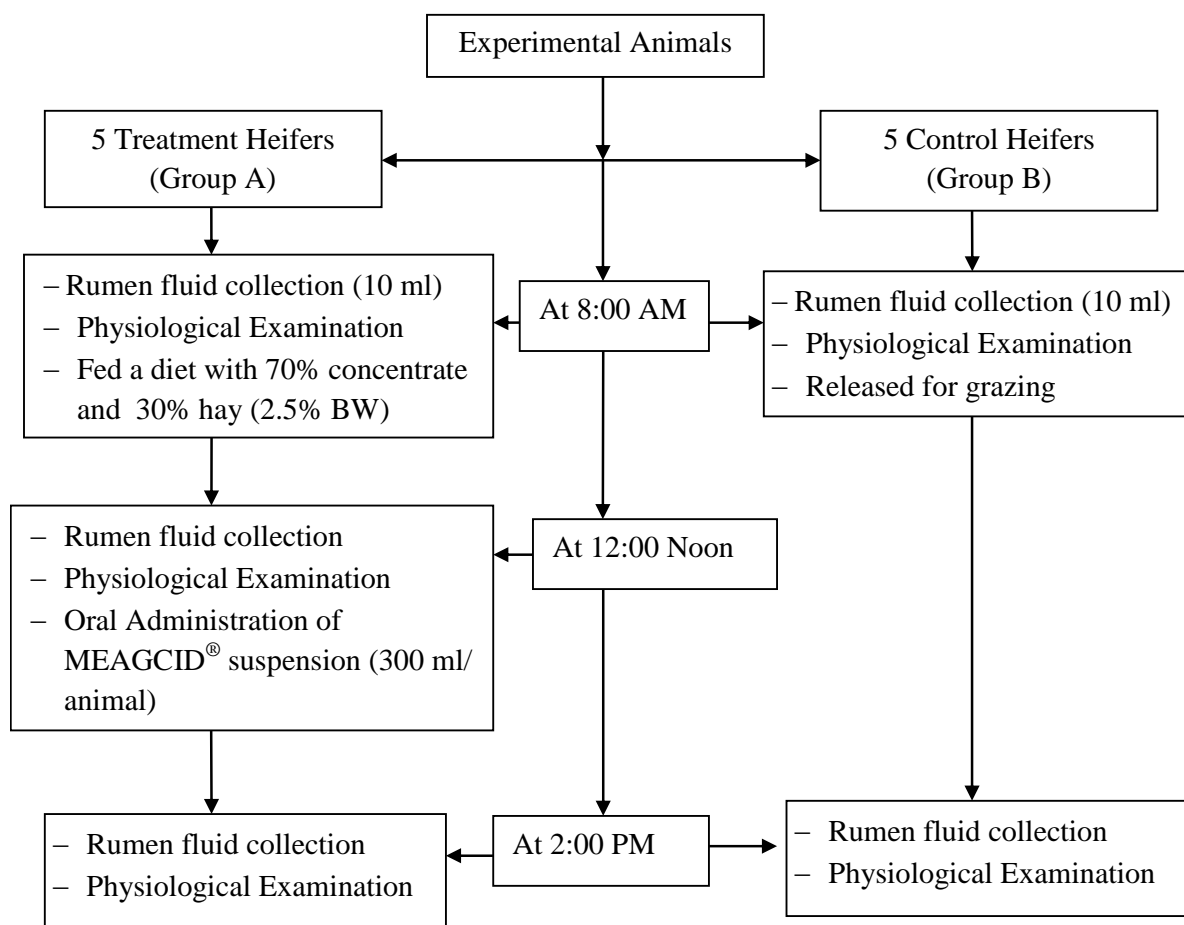 Experimental Animals
5 Treatment Heifers
(Group A)
5 Control Heifers
(Group B)
– Rumen fluid collection (10 ml)
– Physiological Examination
– Fed a diet with 70% concentrate
and 30% hay (2.5% BW)
At 8:00 AM
– Rumen fluid collection (10 ml)
– Physiological Examination
– Released for grazing
– Rumen fluid collection
– Physiological Examination
– Oral Administration of
MEAGCID® suspension (300 ml/
animal)
At 12:00 Noon
– Rumen fluid collection
– Physiological Examination
At 2:00 PM
– Rumen fluid collection
– Physiological Examination